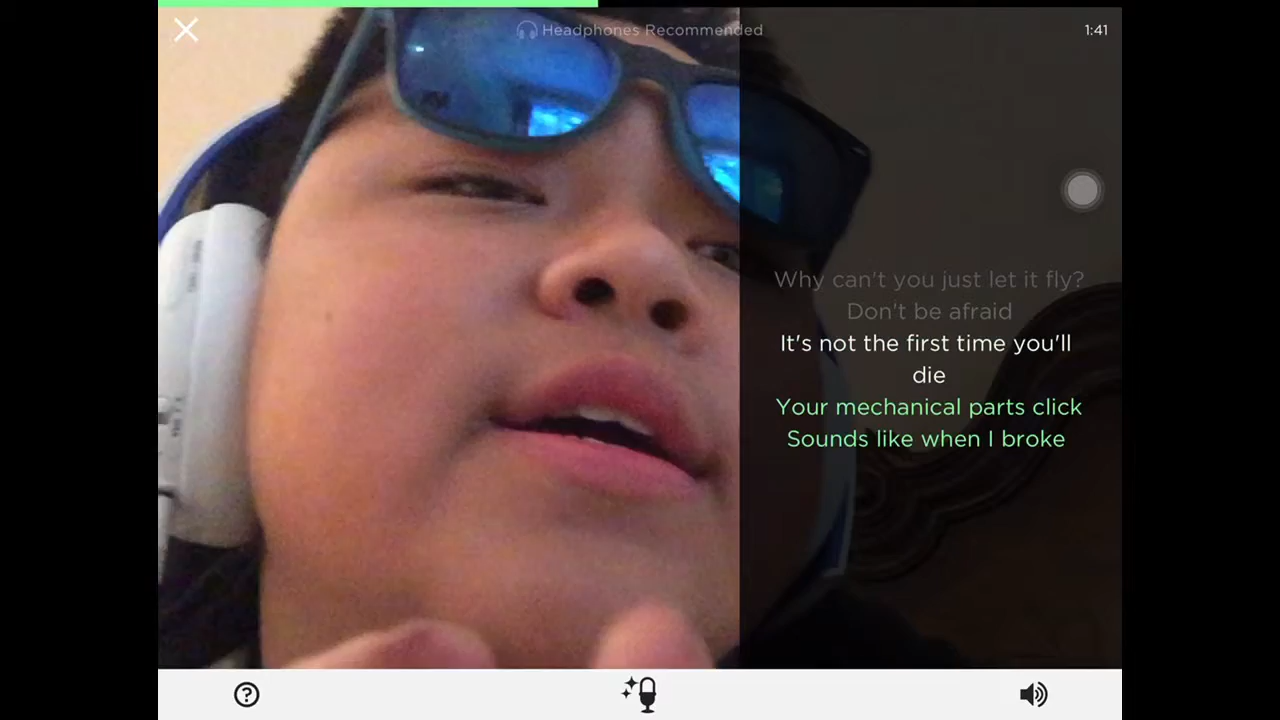 Headphones Recommended
1:41
Why can't you just let it fly?
Don't be afraid
It's not the first time you'll
die
Your mechanical parts click
Sounds like when I broke